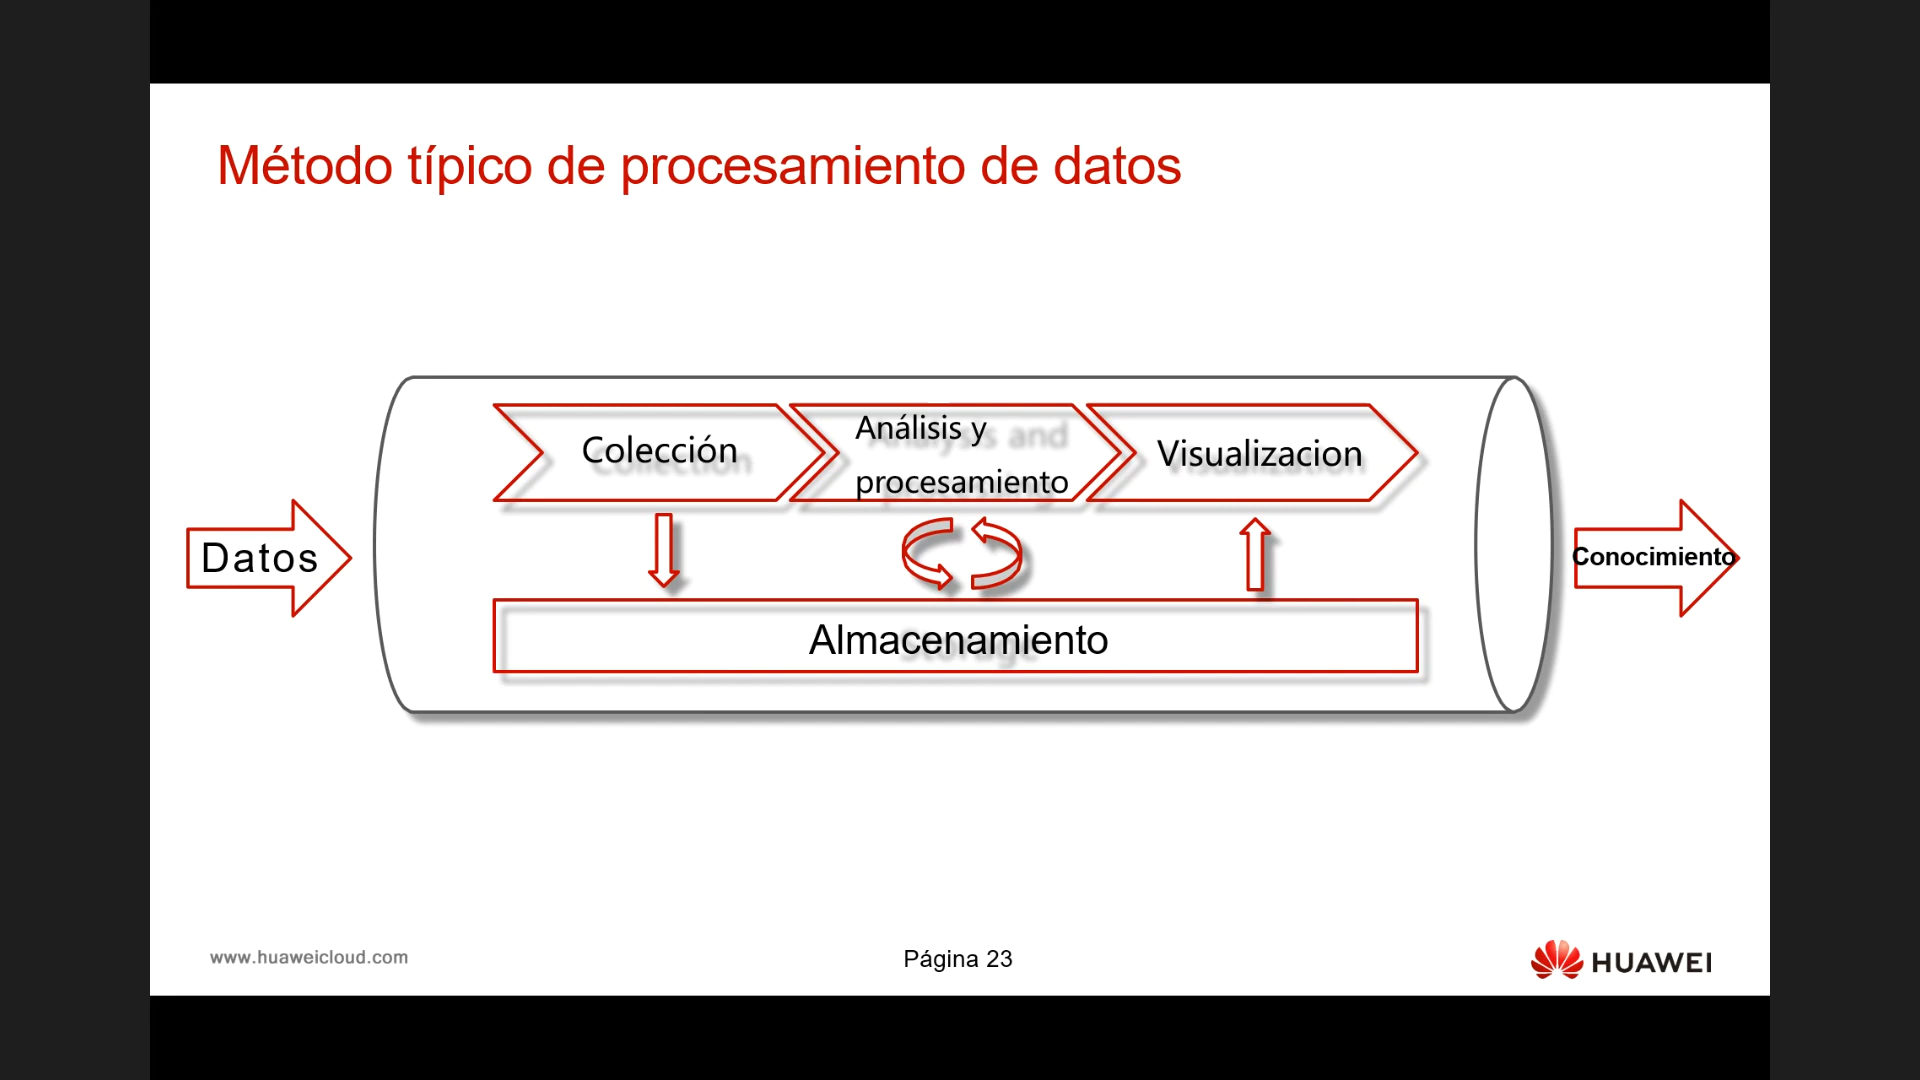 Método típico de procesamiento de datos
Colección
Análisis y
procesamiento
Visualizacion
Datos
Conocimiento
Almacenamiento
www.huaweicloud.com
Página 23
HUAWEI